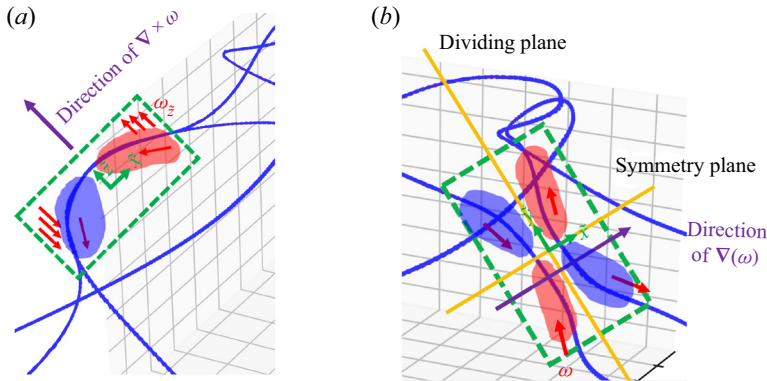 (a)
Direction of ∇ × ω
ω_z̃
x̃
(b)
Dividing plane
Symmetry plane
x̃
Direction
of ∇(ω)
ω